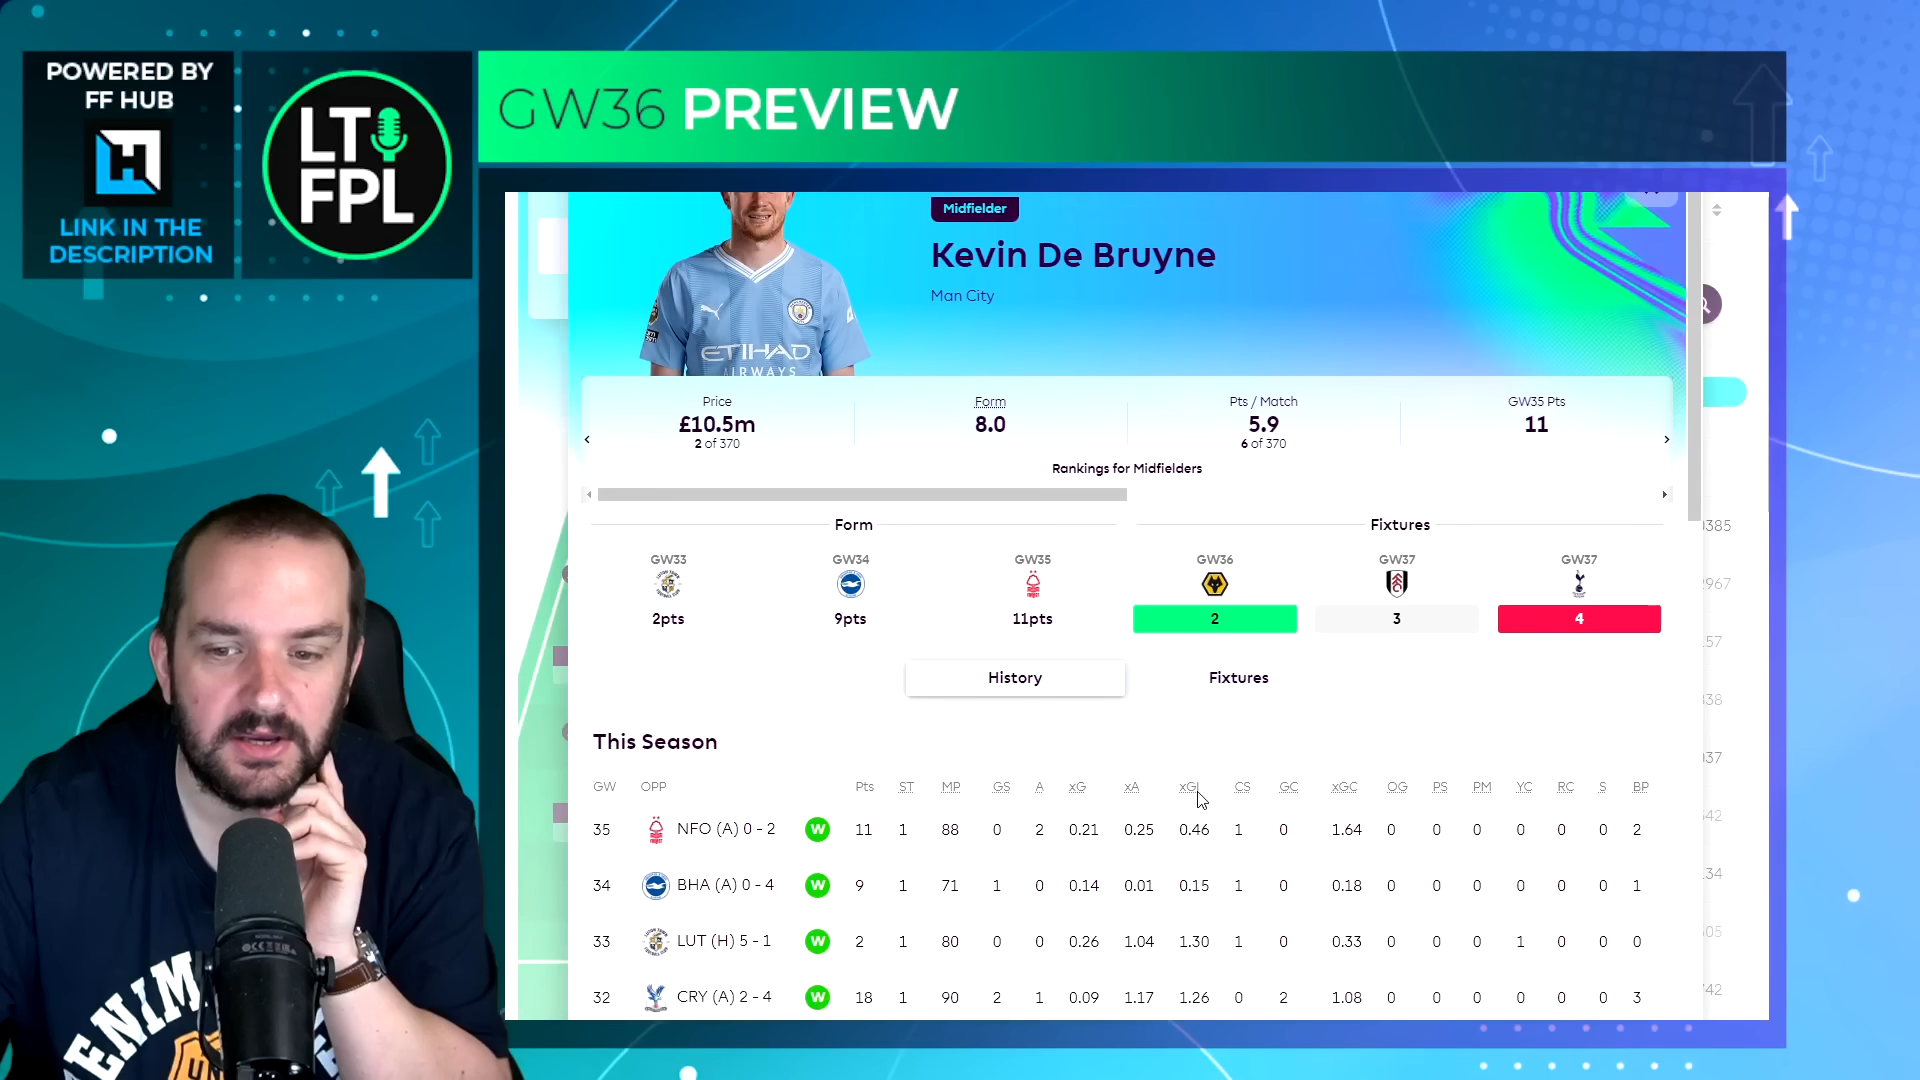 POWERED BY
FF HUB
LINK IN THE
DESCRIPTION
LT
FPL
GW36 PREVIEW
Midfielder
Kevin De Bruyne
Man City
ETIHAD
AIRWAYS
Price Form Pts / Match GW35 Pts
£10.5m 8.0 5.9 11
2 of 370 6 of 370
Rankings for Midfielders
Form Fixtures
GW33 GW34 GW35 GW36 GW37 GW37
2pts 9pts 11pts 2 3 4
History Fixtures
This Season
GW OPP Pts ST MP GS A xG xA xGI CS GC xGC OG PS PM YC RC S BP
35 NFO (A) 0 - 2 W 11 1 88 0 2 0.21 0.25 0.46 1 0 1.64 0 0 0 0 0 0 2
34 BHA (A) 0 - 4 W 9 1 71 1 0 0.14 0.01 0.15 1 0 0.18 0 0 0 0 0 0 1
33 LUT (H) 5 - 1 W 2 1 80 0 0 0.26 1.04 1.30 1 0 0.33 0 0 0 1 0 0 0
32 CRY (A) 2 - 4 W 18 1 90 2 1 0.09 1.17 1.26 0 2 1.08 0 0 0 0 0 0 3